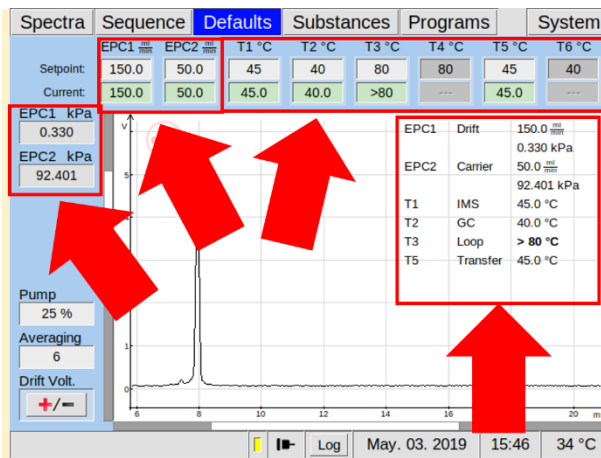 Spectra Sequence Defaults Substances Programs System
EPC1 ml/min EPC2 ml/min T1 °C T2 °C T3 °C T4 °C T5 °C T6 °C
Setpoint: 150.0 50.0 45 40 80 80 45 40
Current: 150.0 50.0 45.0 40.0 >80 --- 45.0 ---
EPC1 kPa
0.330
EPC2 kPa
92.401
Pump
25 %
Averaging
6
Drift Volt.
+/-
V
5
1
0
6 8 10 12 14 16 20 m
EPC1 Drift 150.0 ml/min
0.330 kPa
EPC2 Carrier 50.0 ml/min
92.401 kPa
T1 IMS 45.0 °C
T2 GC 40.0 °C
T3 Loop > 80 °C
T5 Transfer 45.0 °C
Log May. 03. 2019 15:46 34 °C